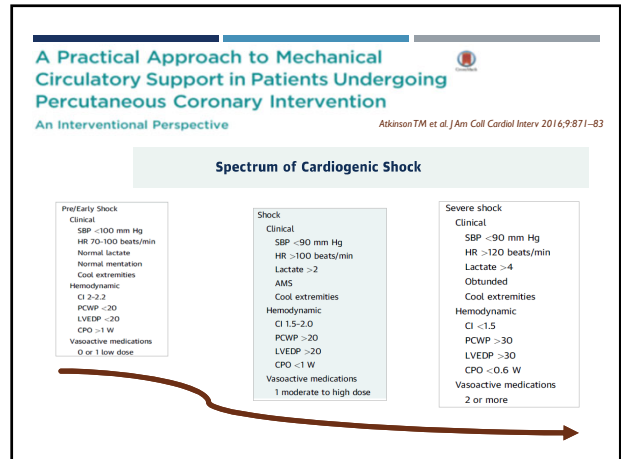 A Practical Approach to Mechanical
Circulatory Support in Patients Undergoing
Percutaneous Coronary Intervention
An Interventional Perspective
Atkinson TM et al. J Am Coll Cardiol Interv 2016;9:871–83
Spectrum of Cardiogenic Shock
Pre/Early Shock
Clinical
SBP <100 mm Hg
HR 70-100 beats/min
Normal lactate
Normal mentation
Cool extremities
Hemodynamic
CI 2-2.2
PCWP <20
LVEDP <20
CPO >1 W
Vasoactive medications
0 or 1 low dose
Shock
Clinical
SBP <90 mm Hg
HR >100 beats/min
Lactate >2
AMS
Cool extremities
Hemodynamic
CI 1.5-2.0
PCWP >20
LVEDP >20
CPO <1 W
Vasoactive medications
1 moderate to high dose
Severe shock
Clinical
SBP <90 mm Hg
HR >120 beats/min
Lactate >4
Obtunded
Cool extremities
Hemodynamic
CI <1.5
PCWP >30
LVEDP >30
CPO <0.6 W
Vasoactive medications
2 or more